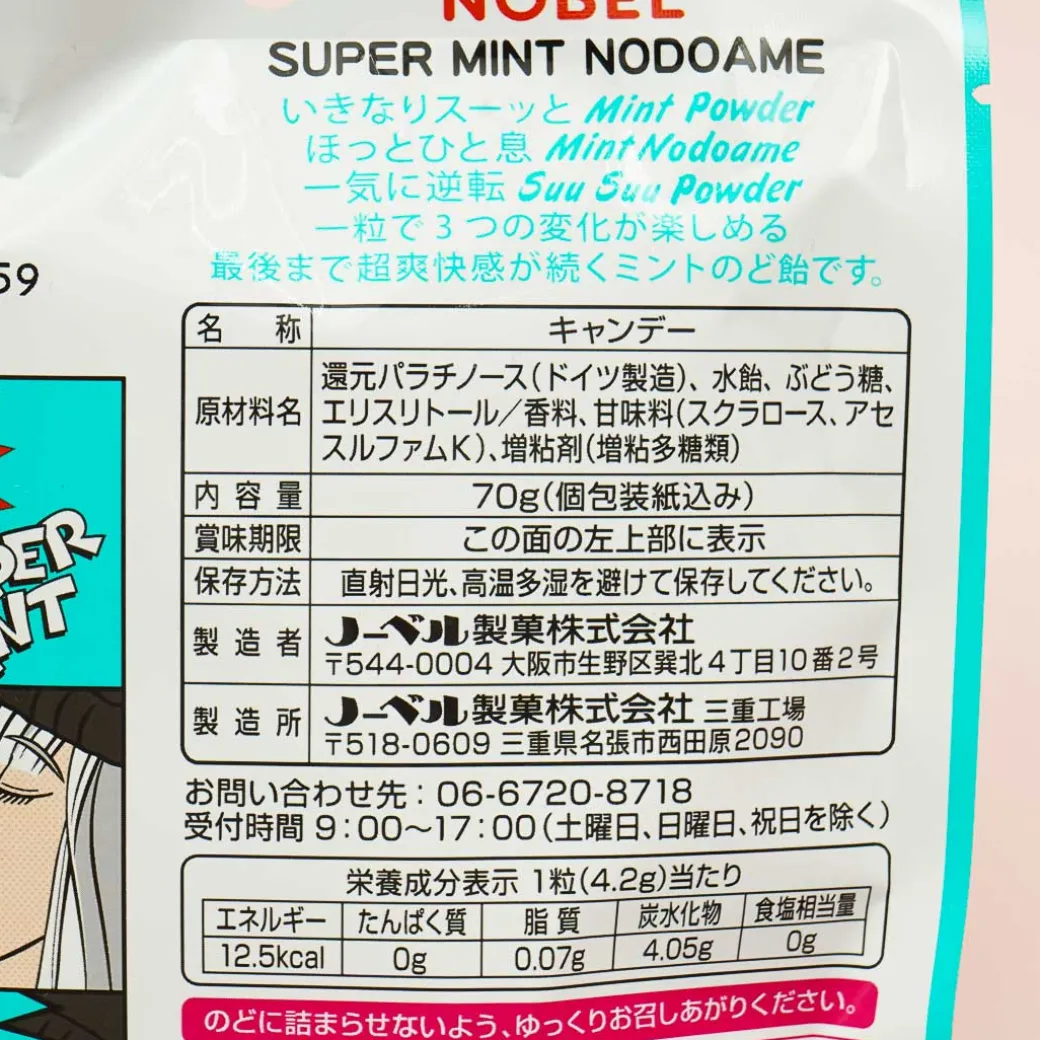 NOBEL
SUPER MINT NODOAME
いきなりスーッと Mint Powder
ほっとひと息 Mint Nodoame
一気に逆転 Suu Suu Powder
一粒で3つの変化が楽しめる
最後まで超爽快感が続くミントのど飴です。
59
名称 キャンデー
原材料名 還元パラチノース(ドイツ製造)、水飴、ぶどう糖、
エリスリトール/香料、甘味料(スクラロース、アセ
スルファムK)、増粘剤(増粘多糖類)
内容量 70g(個包装紙込み)
賞味期限 この面の左上部に表示
保存方法 直射日光、高温多湿を避けて保存してください。
製造者 ノーベル製菓株式会社
〒544-0004 大阪市生野区巽北4丁目10番2号
製造所 ノーベル製菓株式会社 三重工場
〒518-0609 三重県名張市西田原2090
お問い合わせ先:06-6720-8718
受付時間 9:00〜17:00(土曜日、日曜日、祝日を除く)
栄養成分表示 1粒(4.2g)当たり
エネルギー たんぱく質 脂質 炭水化物 食塩相当量
12.5kcal 0g 0.07g 4.05g 0g
のどに詰まらせないよう、ゆっくりお召しあがりください。